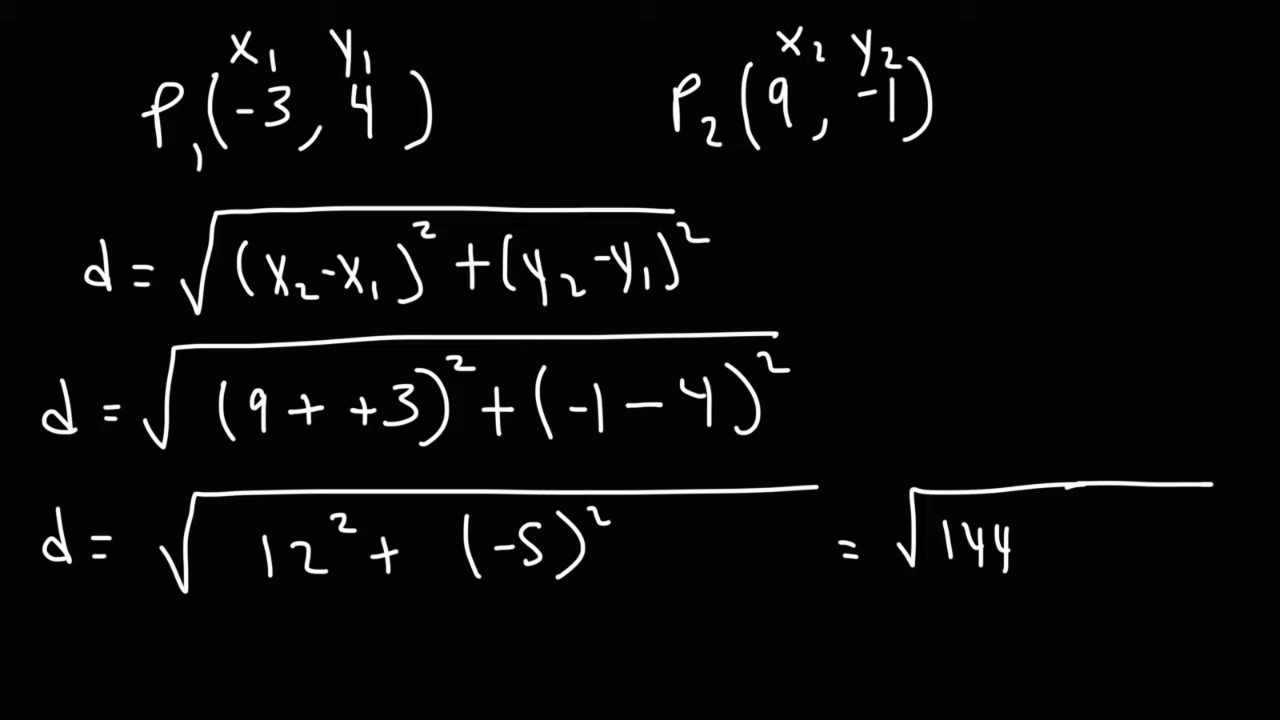 x₁ y₁ x₂ y₂
P₁(-3, 4) P₂(9, -1)
d = √(x₂-x₁)² + (y₂-y₁)²
d = √(9 + +3)² + (-1 - 4)²
d = √12² + (-5)² = √144